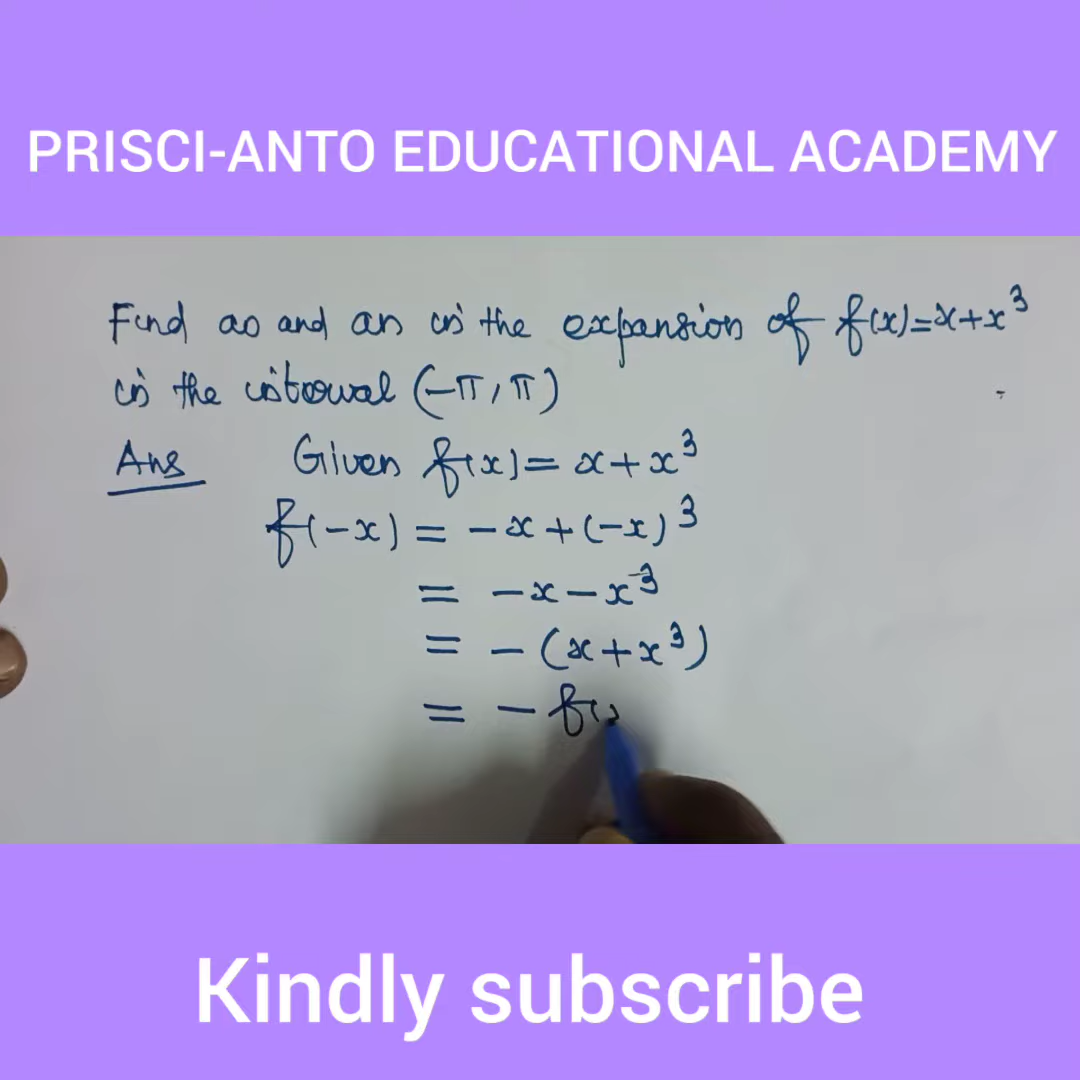 PRISCI-ANTO EDUCATIONAL ACADEMY
Find a0 and an in the expansion of f(x)=x+x³
in the interval (-π, π)
Ans Given f(x) = x + x³
f(-x) = -x + (-x)³
= -x - x³
= - (x + x³)
= - f(
Kindly subscribe